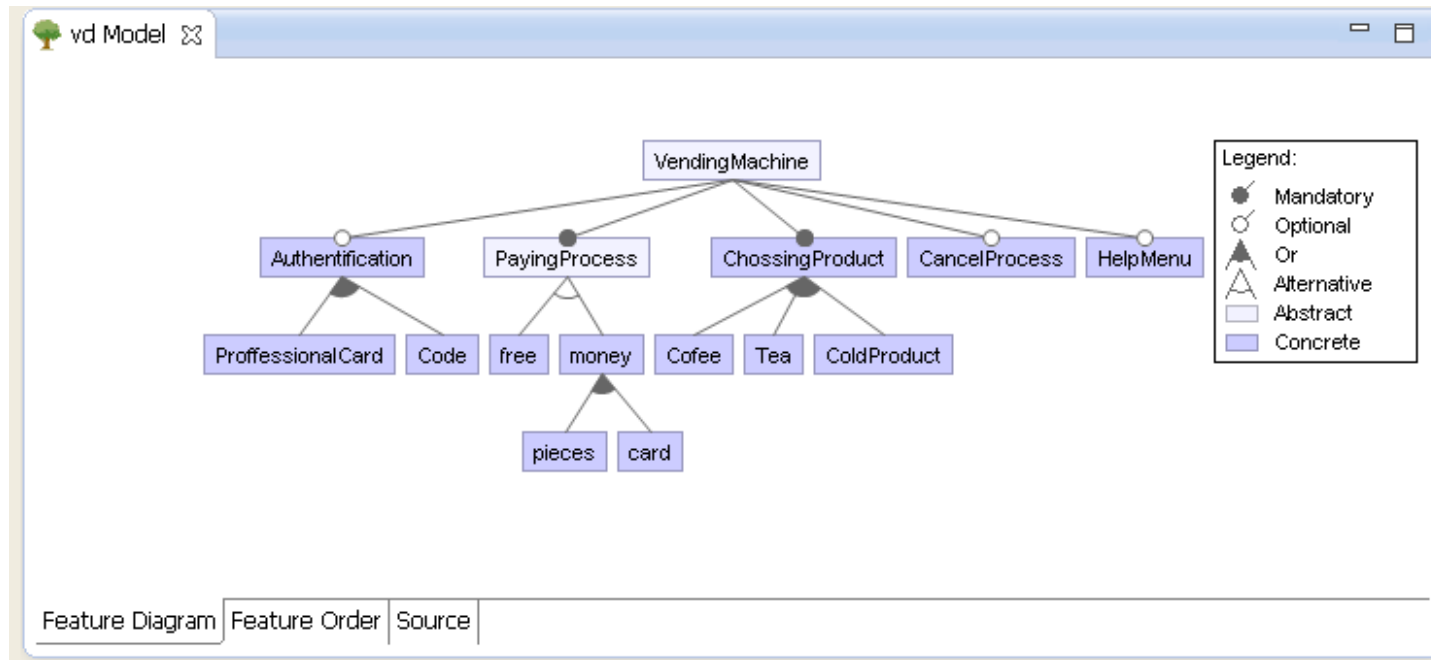 vd Model
VendingMachine
Legend:
Mandatory
Optional
Or
Alternative
Abstract
Concrete
Authentification PayingProcess ChossingProduct CancelProcess HelpMenu
ProffessionalCard Code free money Cofee Tea ColdProduct
pieces card
Feature Diagram Feature Order Source